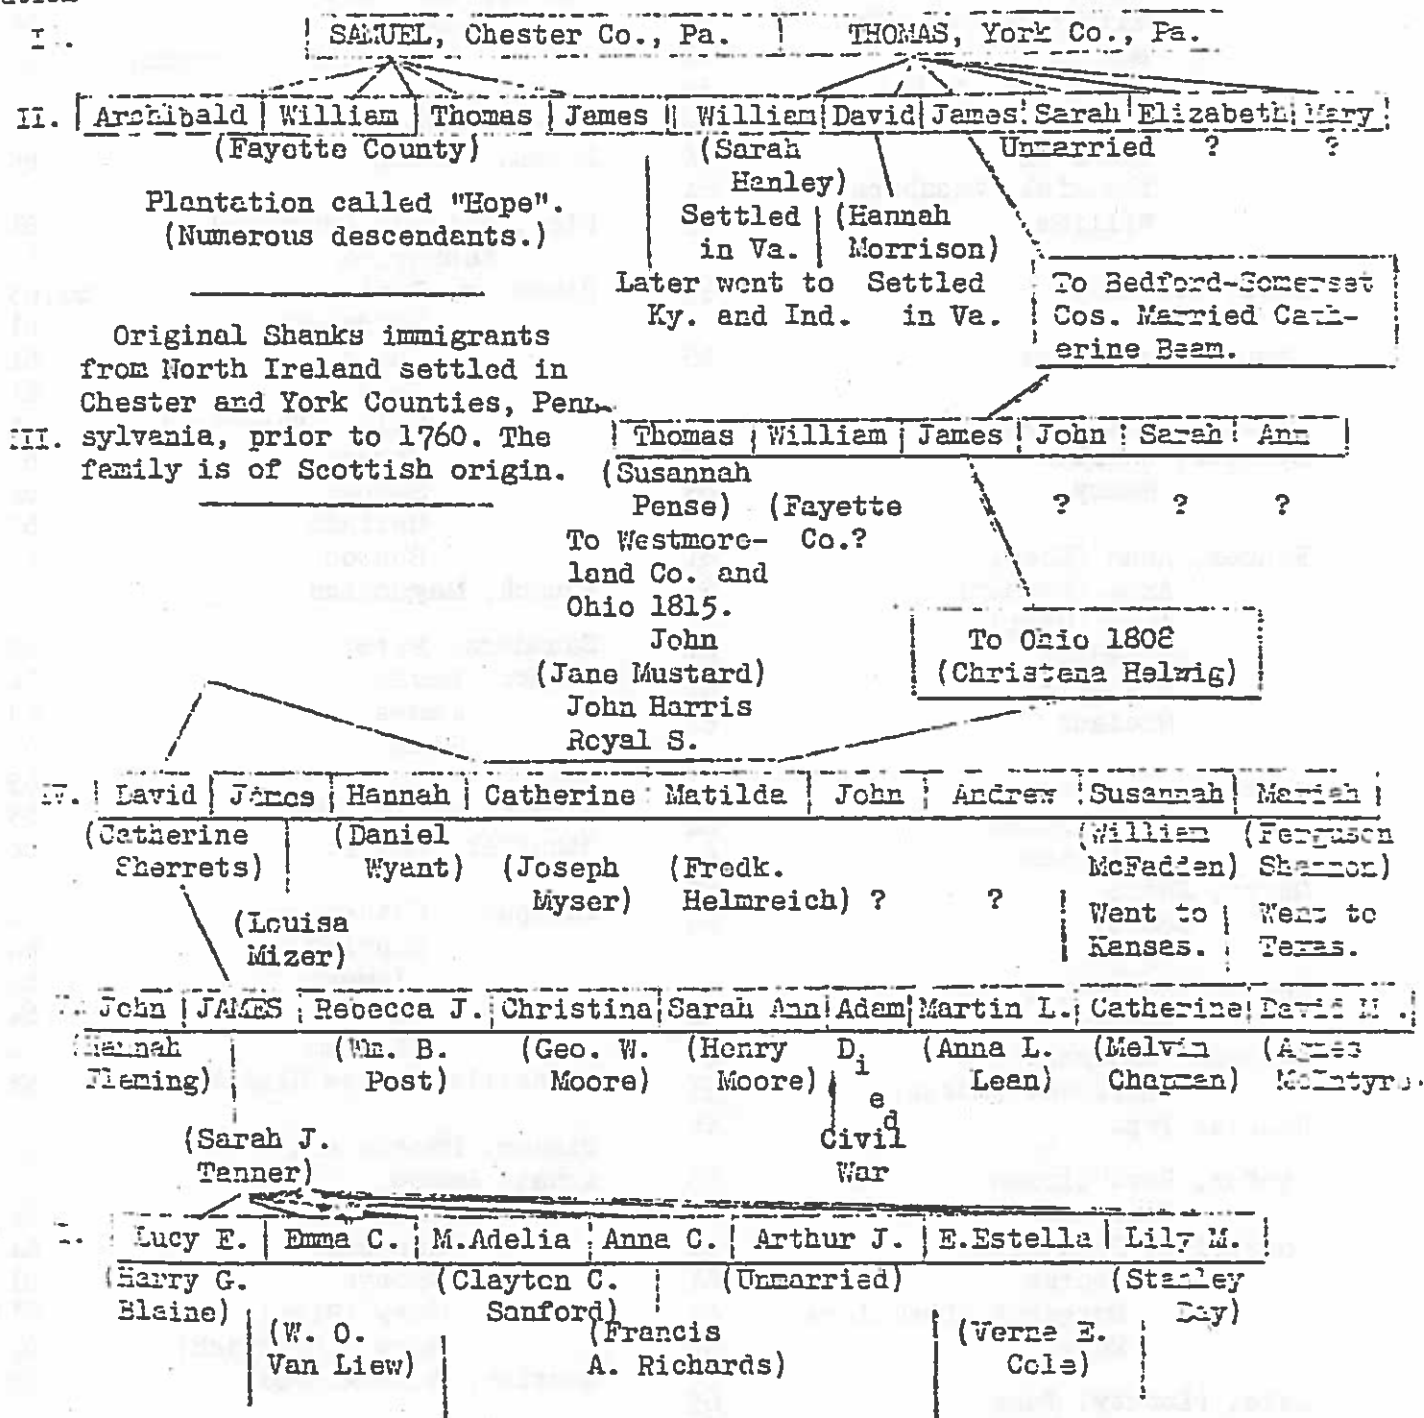 I. SAMUEL, Chester Co., Pa. THOMAS, York Co., Pa.
II. Archibald William Thomas James William David James Sarah Elizabeth Mary
(Fayette County)
Plantation called "Hope".
(Numerous descendants.)
(Sarah
Hanley)
Settled
in Va.
Later went to
Ky. and Ind.
(Hannah
Morrison)
Settled
in Va.
Unmarried ? ?
To Bedford-Somerset
Cos. Married Cath-
erine Beam.
Original Shanks immigrants
from North Ireland settled in
Chester and York Counties, Penn-
sylvania, prior to 1760. The
family is of Scottish origin.
III. Thomas William James John Sarah Ann
(Susannah
Pense)
To Westmore-
land Co. and
Ohio 1815.
John
(Jane Mustard)
John Harris
Royal S.
(Fayette
Co.?
? ? ?
To Ohio 1808
(Christena Helwig)
IV. David James Hannah Catherine Matilda John Andrew Susannah Mariah
(Catherine
Sherrets)
(Louisa
Mizer)
(Daniel
Wyant)
(Joseph
Myser)
(Fredk.
Helmreich)
? ?
(William
McFadden)
Went to
Kansas.
(Ferguson
Shannon)
Went to
Texas.
John JAMES Rebecca J. Christina Sarah Ann Adam Martin L. Catherine David M.
(Hannah
Fleming)
(Sarah J.
Tanner)
(Wm. B.
Post)
(Geo. W.
Moore)
(Henry
Moore)
Died
Civil
War
(Anna L.
Lean)
(Melvin
Chapman)
(Agnes
McIntyre.
Lucy E. Emma C. M.Adelia Anna C. Arthur J. E.Estella Lily M.
(Harry G.
Blaine)
(W. O.
Van Liew)
(Clayton C.
Sanford)
(Francis
A. Richards)
(Unmarried)
(Verne E.
Cole)
(Stanley
Day)